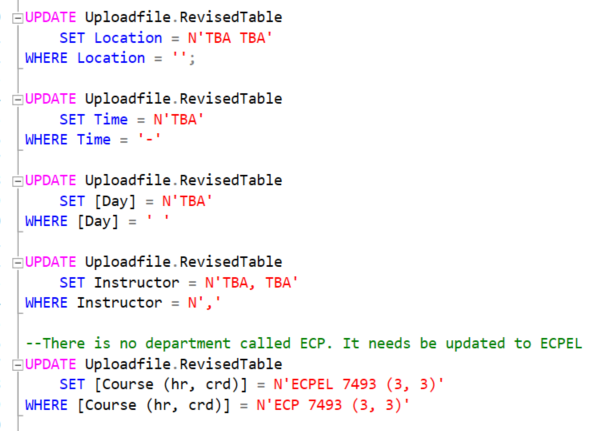 UPDATE Uploadfile.RevisedTable
SET Location = N'TBA TBA'
WHERE Location = '';
UPDATE Uploadfile.RevisedTable
SET Time = N'TBA'
WHERE Time = '-'
UPDATE Uploadfile.RevisedTable
SET [Day] = N'TBA'
WHERE [Day] = ' '
UPDATE Uploadfile.RevisedTable
SET Instructor = N'TBA, TBA'
WHERE Instructor = N','
--There is no department called ECP. It needs be updated to ECPEL
UPDATE Uploadfile.RevisedTable
SET [Course (hr, crd)] = N'ECPEL 7493 (3, 3)'
WHERE [Course (hr, crd)] = N'ECP 7493 (3, 3)'